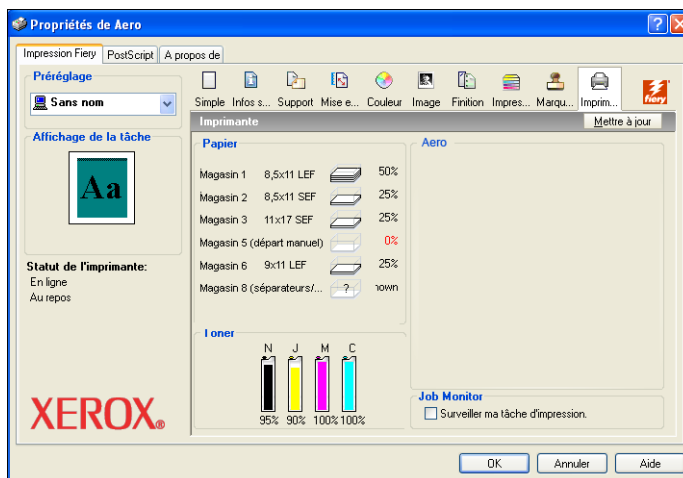 Propriétés de Aero
Impression Fiery PostScript A propos de
Préréglage
Sans nom
Affichage de la tâche
Aa
Statut de l'imprimante:
En ligne
Au repos
XEROX®
Simple Infos s... Support Mise e... Couleur Image Finition Impres... Marqu... Imprim...
fiery
Imprimante
Mettre à jour
Papier
Magasin 1 8,5x11 LEF 50%
Magasin 2 8,5x11 SEF 25%
Magasin 3 11x17 SEF 25%
Magasin 5 (départ manuel) 0%
Magasin 6 9x11 LEF 25%
Magasin 8 (séparateurs/... ? nown
Toner
N J M C
95% 90% 100% 100%
Aero
Job Monitor
Surveiller ma tâche d'impression.
OK Annuler Aide